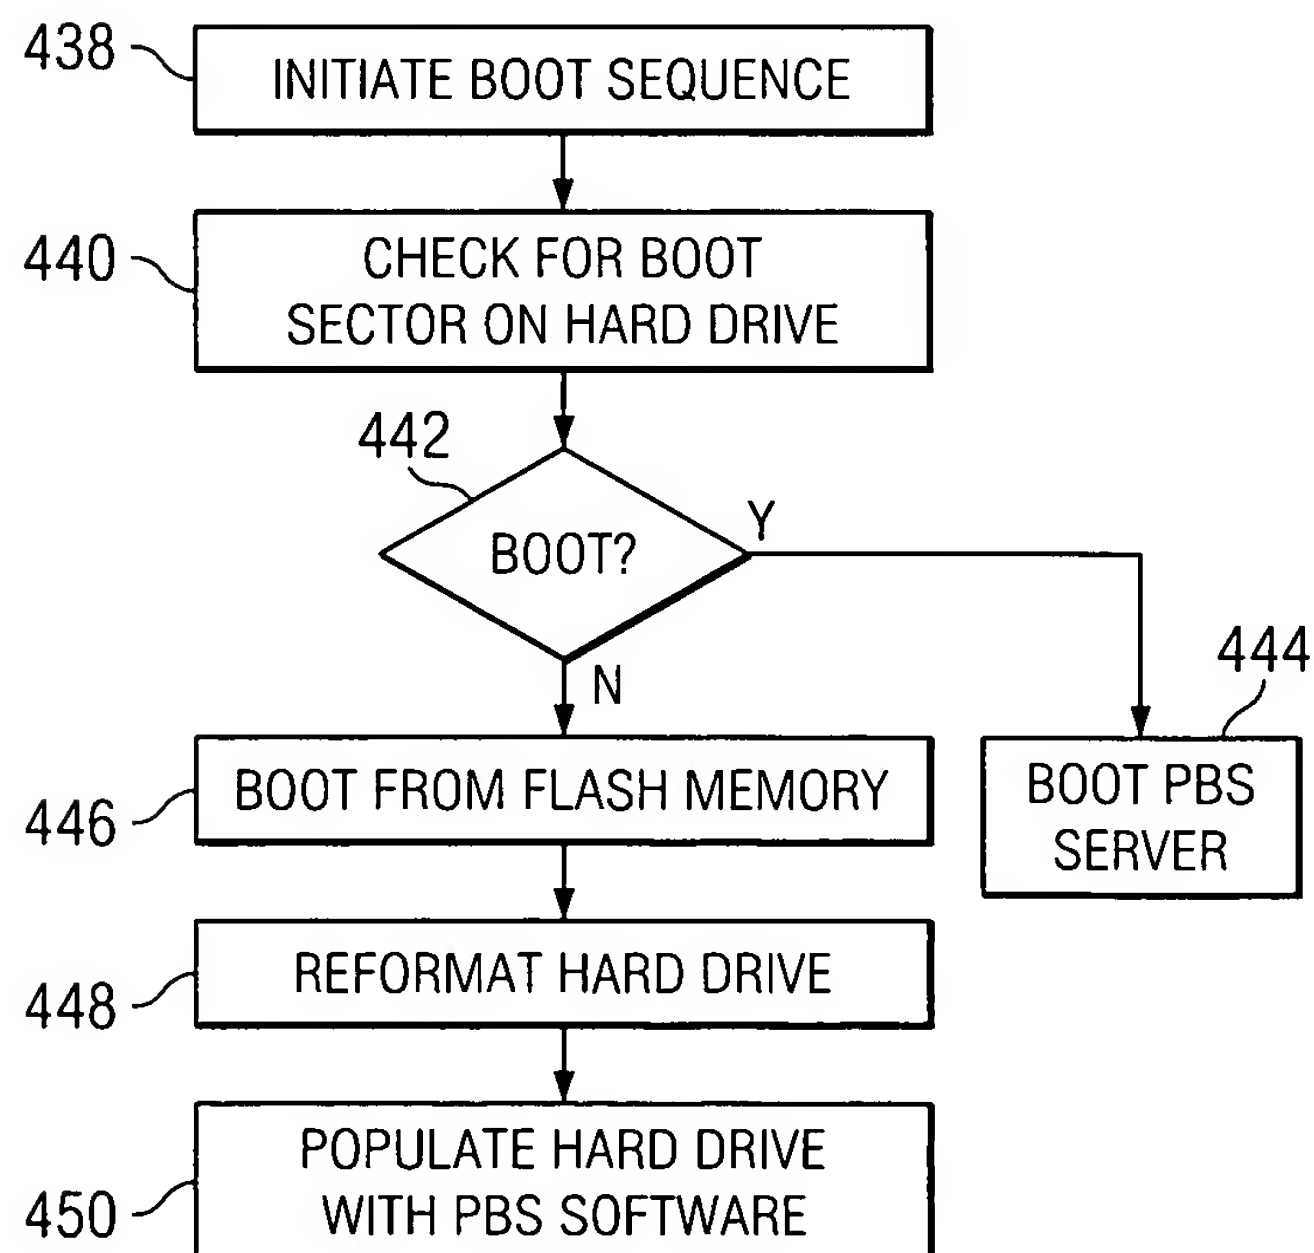 438
INITIATE BOOT SEQUENCE
440
CHECK FOR BOOT
SECTOR ON HARD DRIVE
442
BOOT?
Y
N
444
BOOT PBS
SERVER
446
BOOT FROM FLASH MEMORY
448
REFORMAT HARD DRIVE
450
POPULATE HARD DRIVE
WITH PBS SOFTWARE